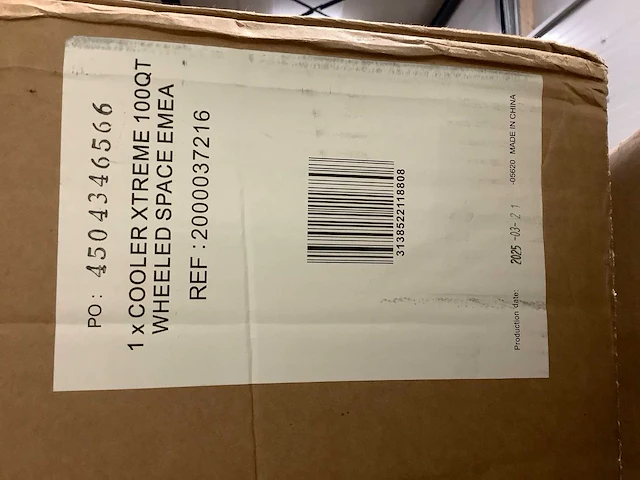 PO: 4504346566
1 x COOLER XTREME 100QT
WHEELED SPACE EMEA
REF : 2000037216
3138522118808
Production date: 2025-03-21 -05620 MADE IN CHINA